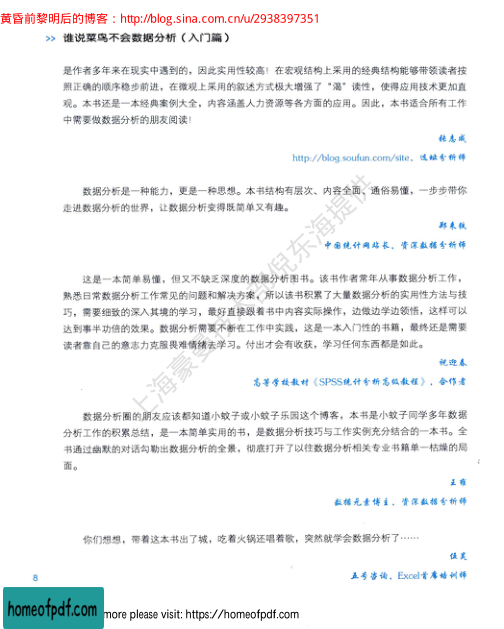 黄昏前黎明后的博客：http://blog.sina.com.cn/u/2938397351
>> 谁说菜鸟不会数据分析（入门篇）
是作者多年来在现实中遇到的，因此实用性较高！在宏观结构上采用的经典结构能够带领读者按
照正确的顺序稳步前进，在微观上采用的叙述方式极大增强了“渴”读性，使得应用技术更加直
观。本书还是一本经典案例大全，内容涵盖人力资源等各方面的应用。因此，本书适合所有工作
中需要做数据分析的朋友阅读！
张志成
http://blog.soufun.com/site、选址分析师
数据分析是一种能力，更是一种思想。本书结构有层次、内容全面、通俗易懂，一步步带你
走进数据分析的世界，让数据分析变得既简单又有趣。
郑来轶
中国统计网站长、资深数据分析师
这是一本简单易懂，但又不缺乏深度的数据分析图书。该书作者常年从事数据分析工作，
熟悉日常数据分析工作常见的问题和解决方案，所以该书积累了大量数据分析的实用性方法与技
巧，需要细致的深入其境的学习，最好直接跟着书中内容实际操作，边做边学边领悟，这样可以
达到事半功倍的效果。数据分析需要不断在工作中实践，这是一本入门性的书籍，最终还是需要
读者靠自己的意志力克服畏难情绪去学习。付出才会有收获，学习任何东西都是如此。
祝迎春
高等学校教材《SPSS统计分析高级教程》、合作者
数据分析圈的朋友应该都知道小蚊子或小蚊子乐园这个博客，本书是小蚊子同学多年数据
分析工作的积累总结，是一本简单实用的书，是数据分析技巧与工作实例充分结合的一本书。全
书通过幽默的对话勾勒出数据分析的全景，彻底打开了以往数据分析相关专业书籍单一枯燥的局
面。
王雍
数据元素博主、资深数据分析师
你们想想，带着这本书出了城，吃着火锅还唱着歌，突然就学会数据分析了……
伍昊
五号咨询、Excel首席培训师
8
homeofpdf.com
more please visit: https://homeofpdf.com